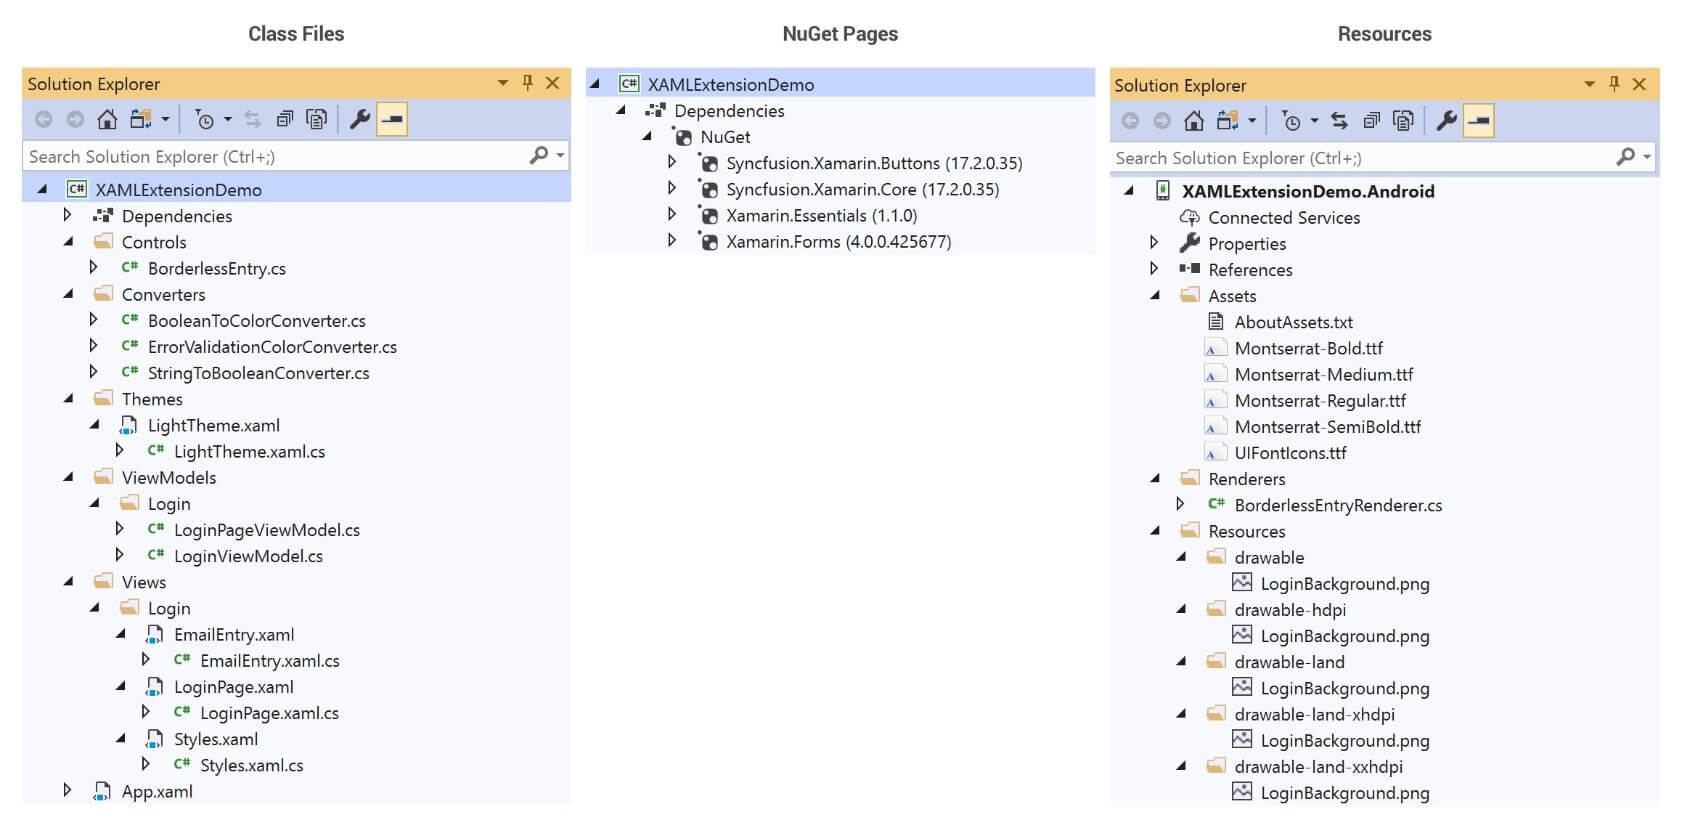 Class Files
Solution Explorer
Search Solution Explorer (Ctrl+;)
C# XAMLExtensionDemo
Dependencies
Controls
C# BorderlessEntry.cs
Converters
C# BooleanToColorConverter.cs
C# ErrorValidationColorConverter.cs
C# StringToBooleanConverter.cs
Themes
LightTheme.xaml
C# LightTheme.xaml.cs
ViewModels
Login
C# LoginPageViewModel.cs
C# LoginViewModel.cs
Views
Login
EmailEntry.xaml
C# EmailEntry.xaml.cs
LoginPage.xaml
C# LoginPage.xaml.cs
Styles.xaml
C# Styles.xaml.cs
App.xaml
NuGet Pages
C# XAMLExtensionDemo
Dependencies
NuGet
Syncfusion.Xamarin.Buttons (17.2.0.35)
Syncfusion.Xamarin.Core (17.2.0.35)
Xamarin.Essentials (1.1.0)
Xamarin.Forms (4.0.0.425677)
Resources
Solution Explorer
Search Solution Explorer (Ctrl+;)
XAMLExtensionDemo.Android
Connected Services
Properties
References
Assets
AboutAssets.txt
Montserrat-Bold.ttf
Montserrat-Medium.ttf
Montserrat-Regular.ttf
Montserrat-SemiBold.ttf
UIFontIcons.ttf
Renderers
C# BorderlessEntryRenderer.cs
Resources
drawable
LoginBackground.png
drawable-hdpi
LoginBackground.png
drawable-land
LoginBackground.png
drawable-land-xhdpi
LoginBackground.png
drawable-land-xxhdpi
LoginBackground.png